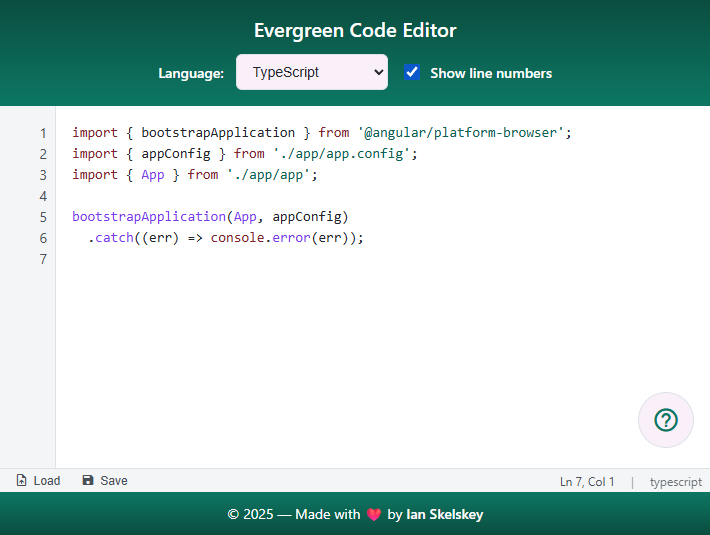 Evergreen Code Editor
Language: TypeScript Show line numbers
1 import { bootstrapApplication } from '@angular/platform-browser';
2 import { appConfig } from './app/app.config';
3 import { App } from './app/app';
4
5 bootstrapApplication(App, appConfig)
6   .catch((err) => console.error(err));
7
Load Save Ln 7, Col 1 | typescript
© 2025 — Made with ❤️ by Ian Skelskey